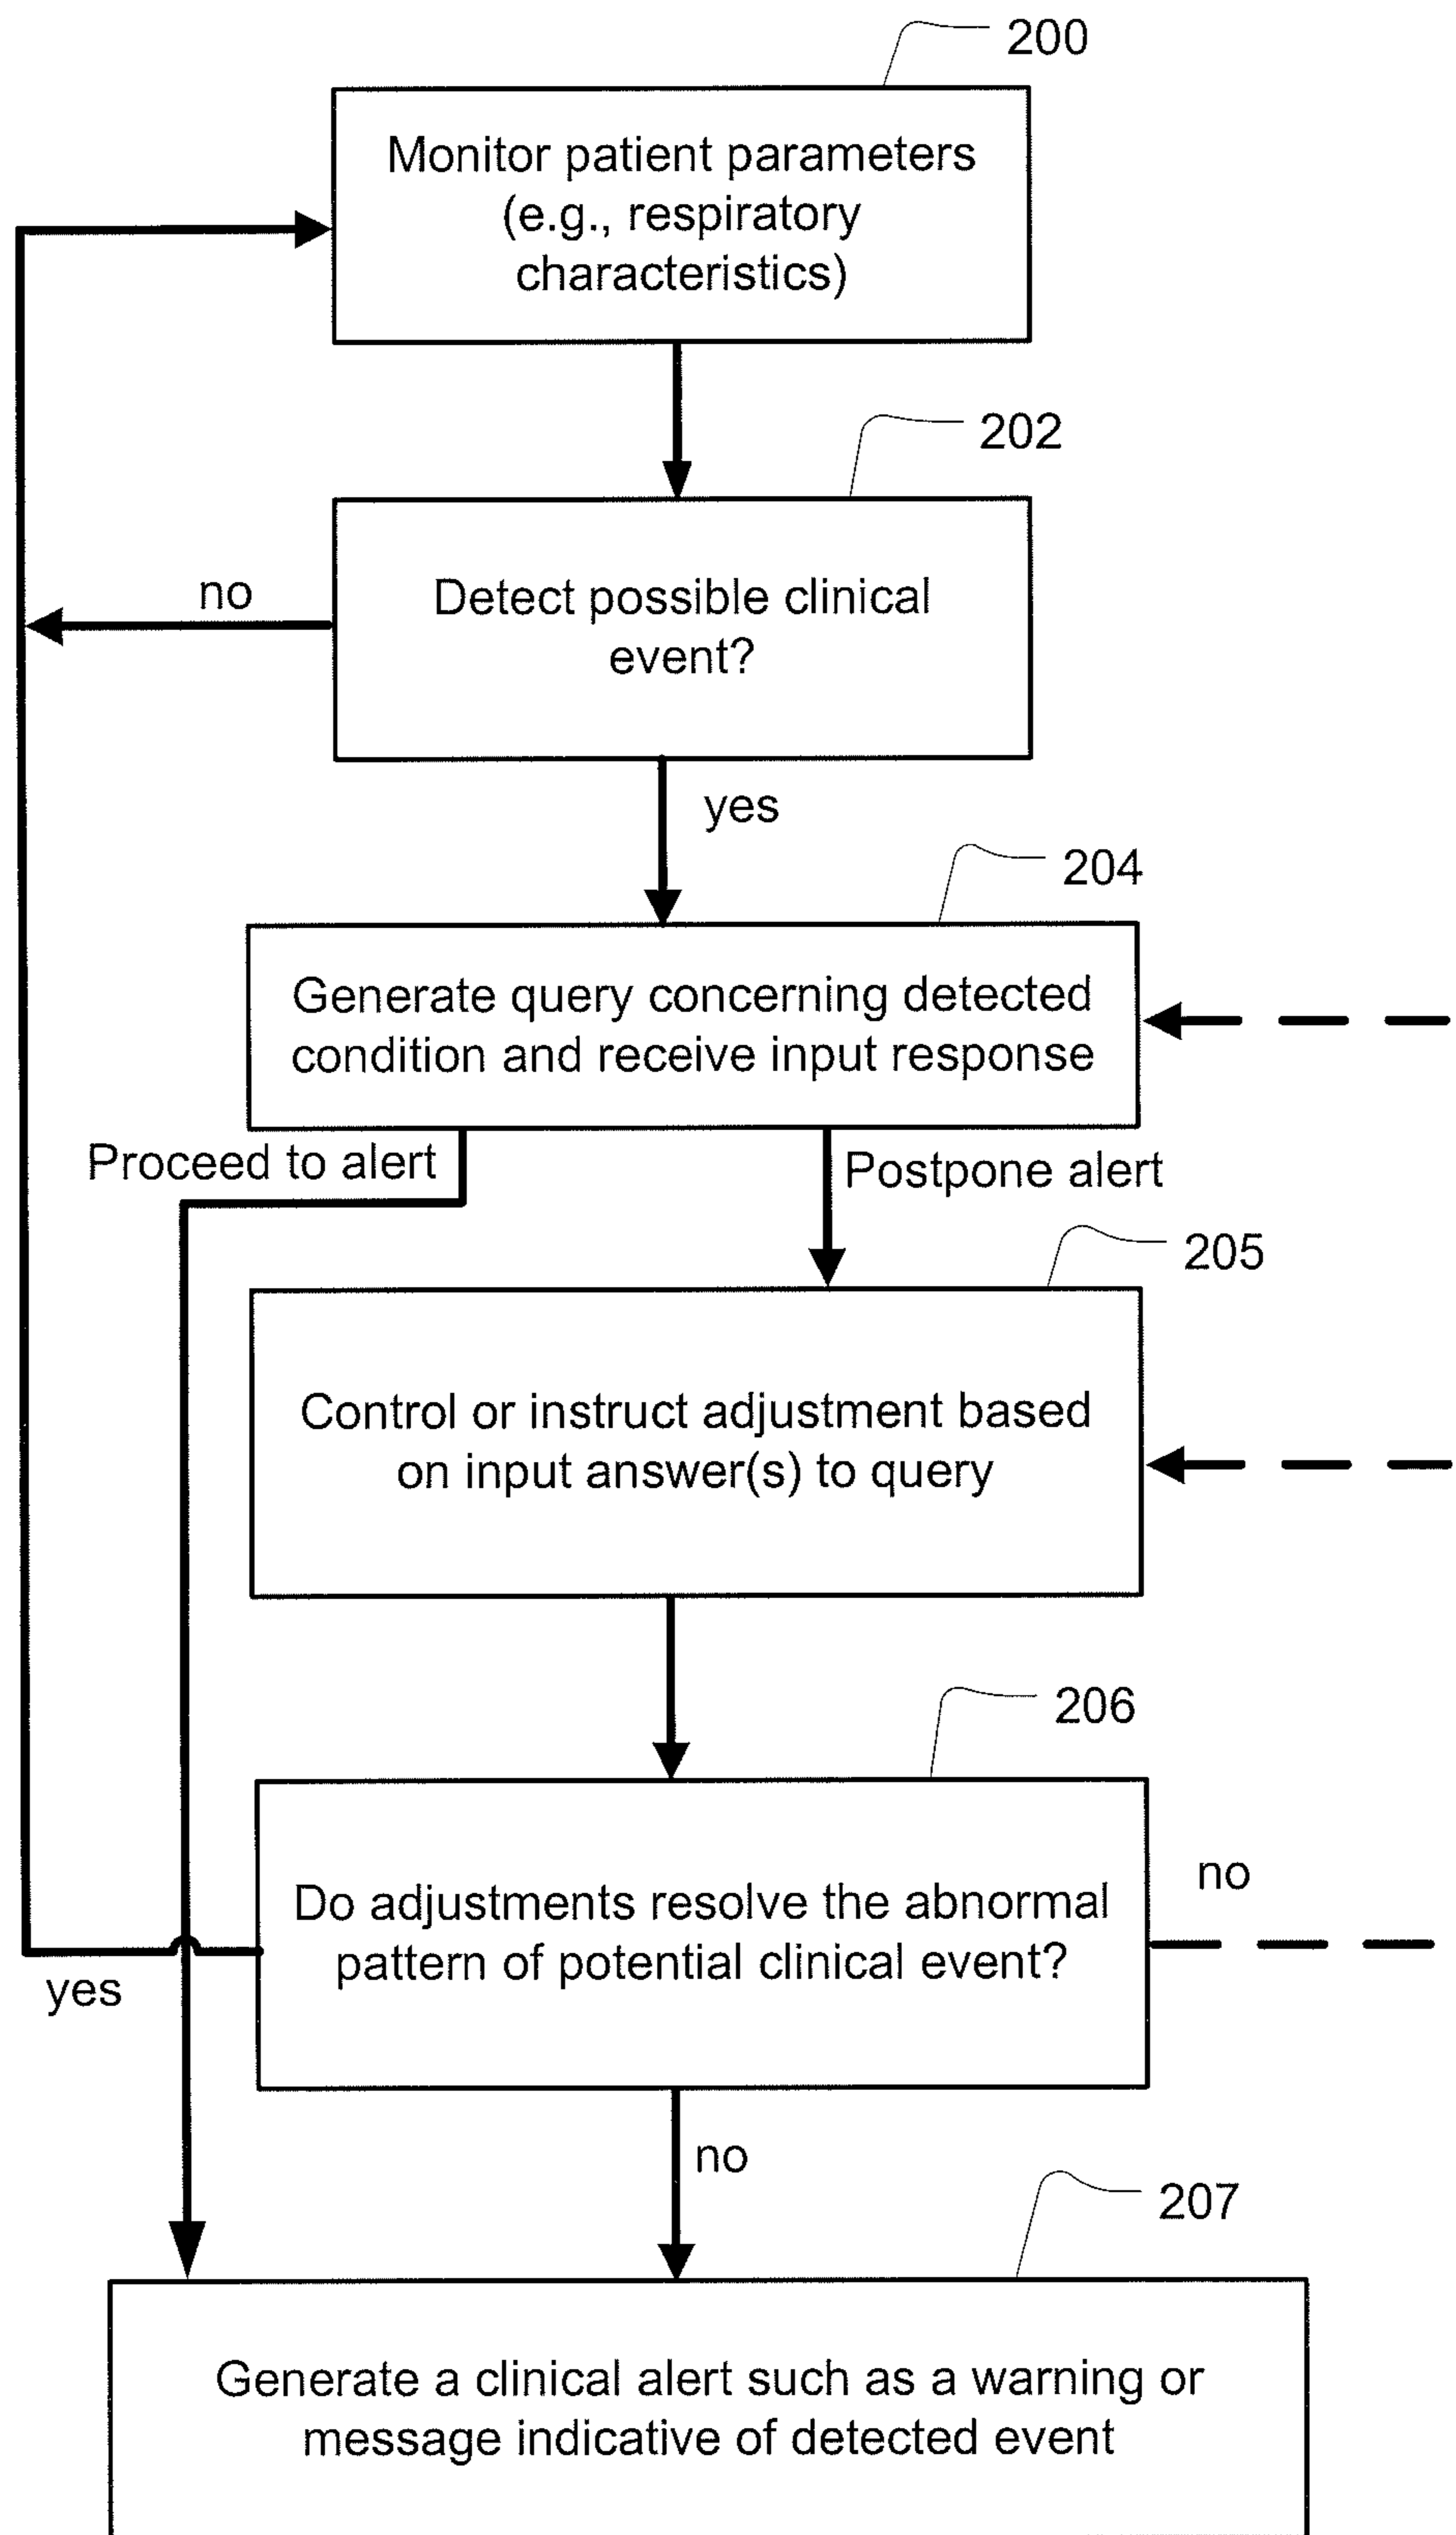 200
Monitor patient parameters
(e.g., respiratory
characteristics)
202
no
Detect possible clinical
event?
yes
204
Generate query concerning detected
condition and receive input response
Proceed to alert
Postpone alert
205
Control or instruct adjustment based
on input answer(s) to query
206
no
Do adjustments resolve the abnormal
pattern of potential clinical event?
yes
no
207
Generate a clinical alert such as a warning or
message indicative of detected event